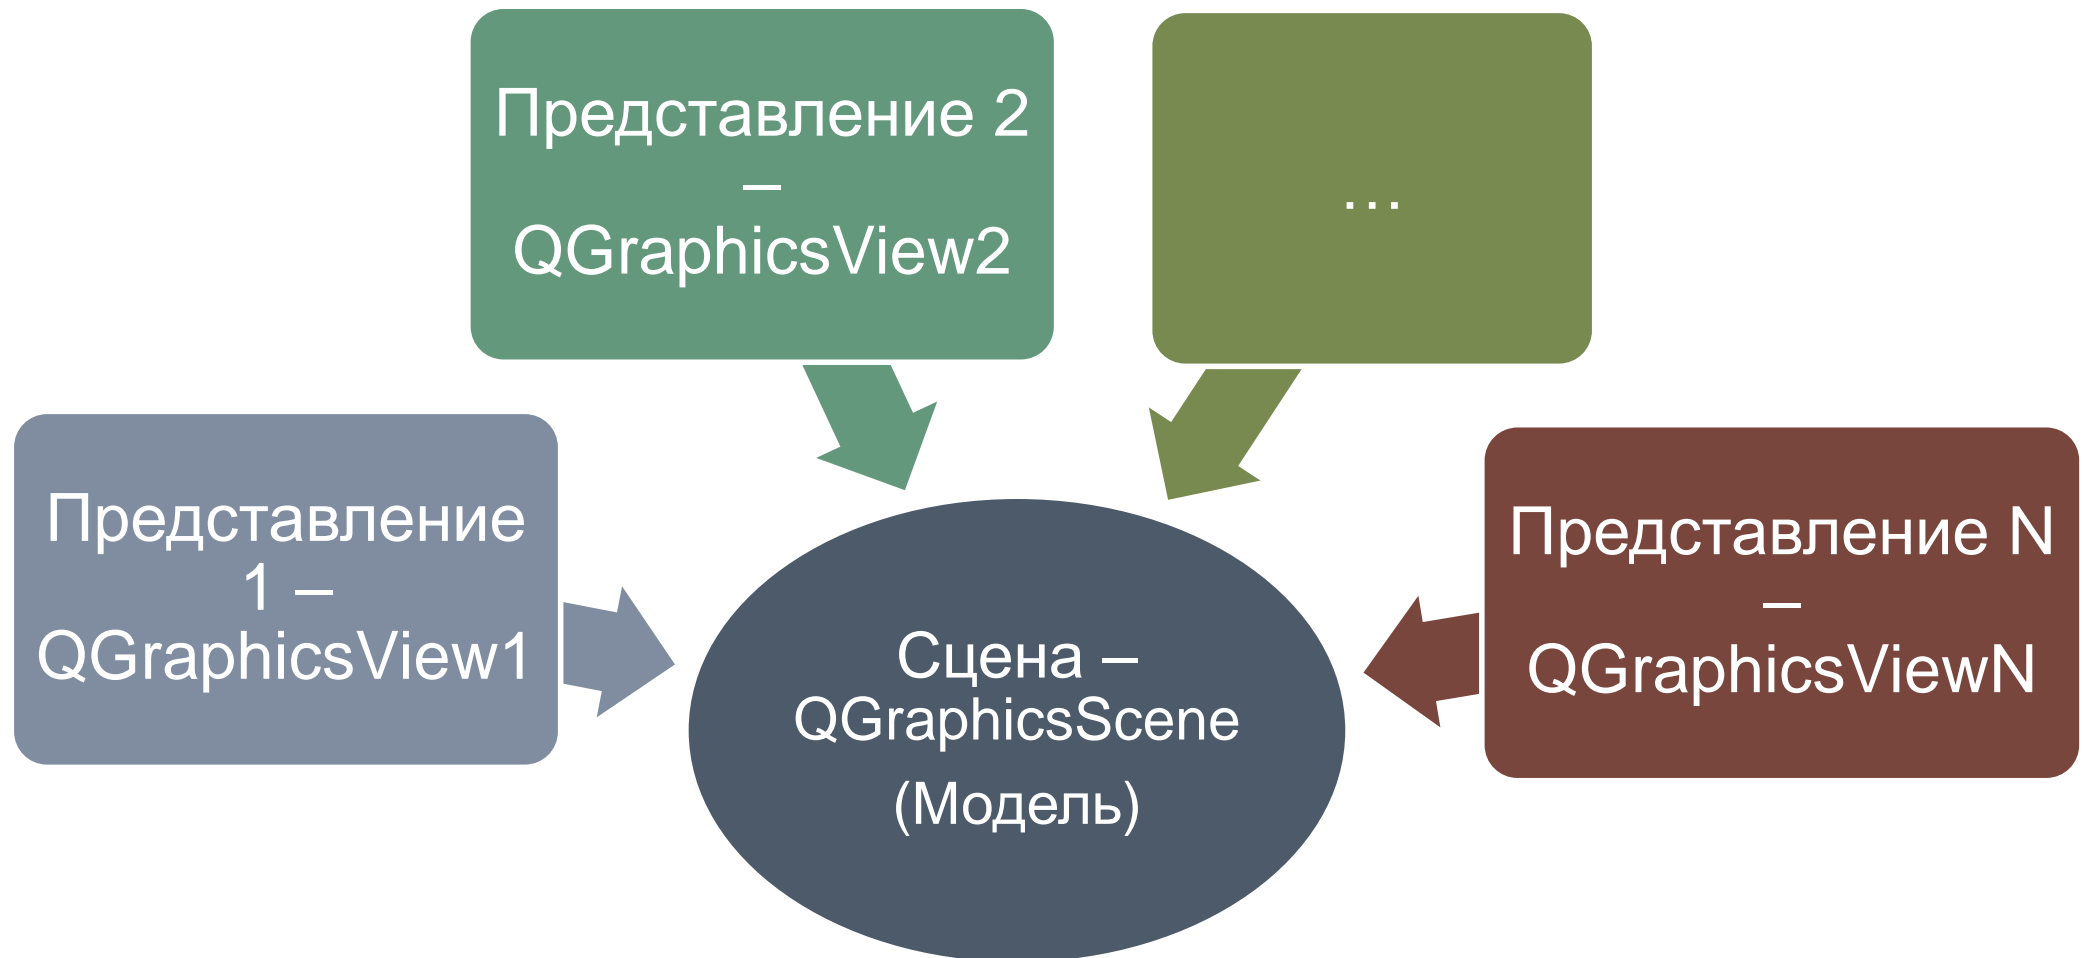 Представление 2
–
QGraphicsView2
…
Представление
1 –
QGraphicsView1
Представление N
–
QGraphicsViewN
Сцена –
QGraphicsScene
(Модель)